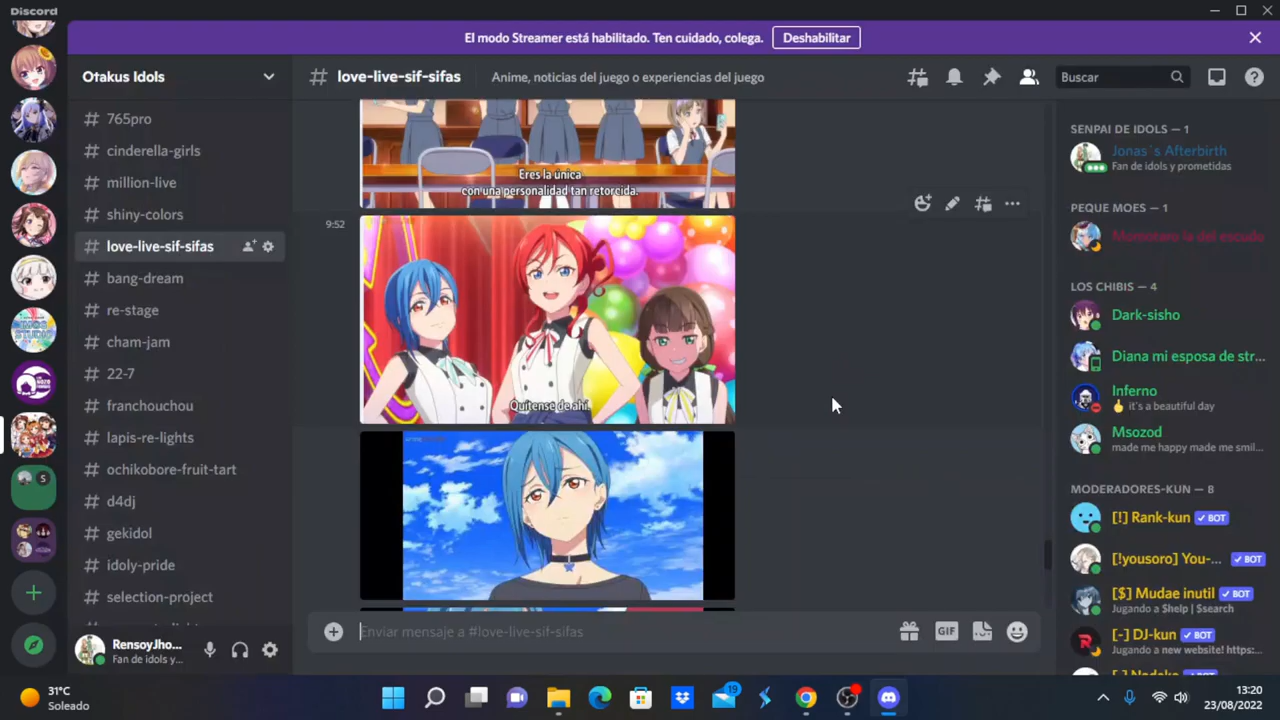 Discord
El modo Streamer está habilitado. Ten cuidado, colega.
Deshabilitar
Otakus Idols
# love-live-sif-sifas
Anime, noticias del juego o experiencias del juego
Buscar
# 765pro
# cinderella-girls
# million-live
# shiny-colors
# love-live-sif-sifas
# bang-dream
# re-stage
# cham-jam
# 22-7
# franchouchou
# lapis-re-lights
# ochikobore-fruit-tart
# d4dj
# gekidol
# idoly-pride
# selection-project
5
RensoyJho...
Fan de idols y...
Eres la única
con una personalidad tan retorcida.
9:52
Quítense de ahí.
Enviar mensaje a #love-live-sif-sifas
GIF
SENPAI DE IDOLS — 1
Jonas`s Afterbirth
Fan de idols y prometidas
PEQUE MOES — 1
Momotaro la del escudo
LOS CHIBIS — 4
Dark-sisho
Diana mi esposa de str...
Inferno
it's a beautiful day
Msozod
made me happy made me smil...
MODERADORES-KUN — 8
[!] Rank-kun ✓ BOT
[!yousoro] You-... ✓ BOT
[$] Mudae inutil ✓ BOT
Jugando a $help | $search
[-] DJ-kun ✓ BOT
Jugando a new website! https:...
31°C
Soleado
19
13:20
23/08/2022